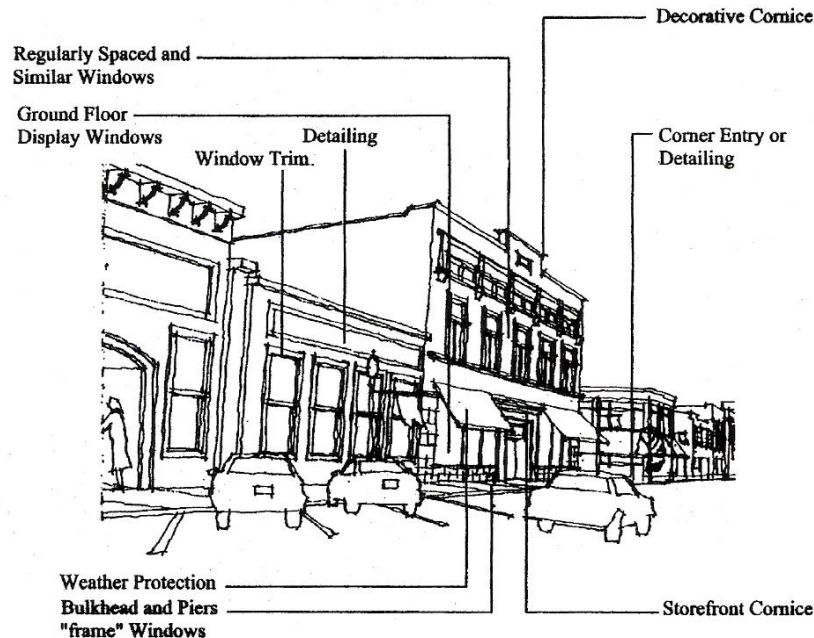 Decorative Cornice
Regularly Spaced and
Similar Windows
Ground Floor
Display Windows
Detailing
Window Trim.
Corner Entry or
Detailing
Weather Protection
Bulkhead and Piers
"frame" Windows
Storefront Cornice